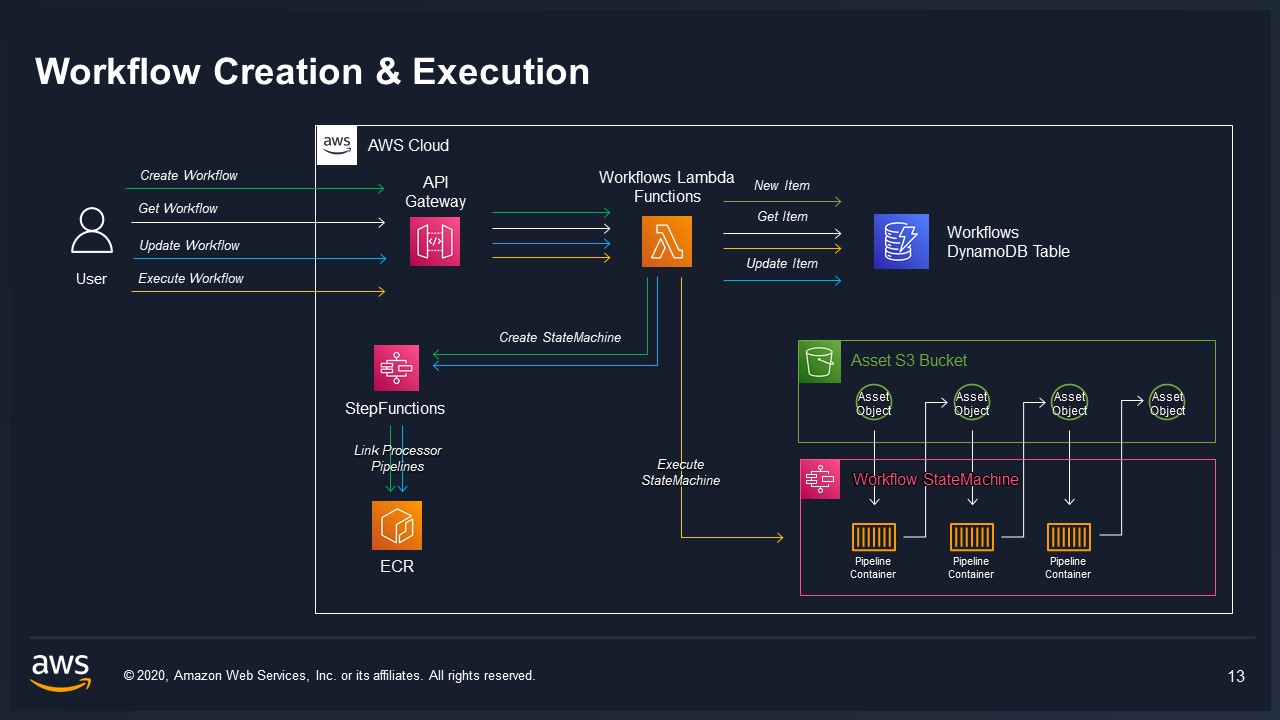 Workflow Creation & Execution
aws
AWS Cloud
Create Workflow
Get Workflow
Update Workflow
Execute Workflow
User
API
Gateway
Workflows Lambda
Functions
New Item
Get Item
Update Item
Workflows
DynamoDB Table
Create StateMachine
StepFunctions
Link Processor
Pipelines
ECR
Execute
StateMachine
Asset S3 Bucket
Asset
Object
Asset
Object
Asset
Object
Asset
Object
Workflow StateMachine
Pipeline
Container
Pipeline
Container
Pipeline
Container
aws
© 2020, Amazon Web Services, Inc. or its affiliates. All rights reserved.
13